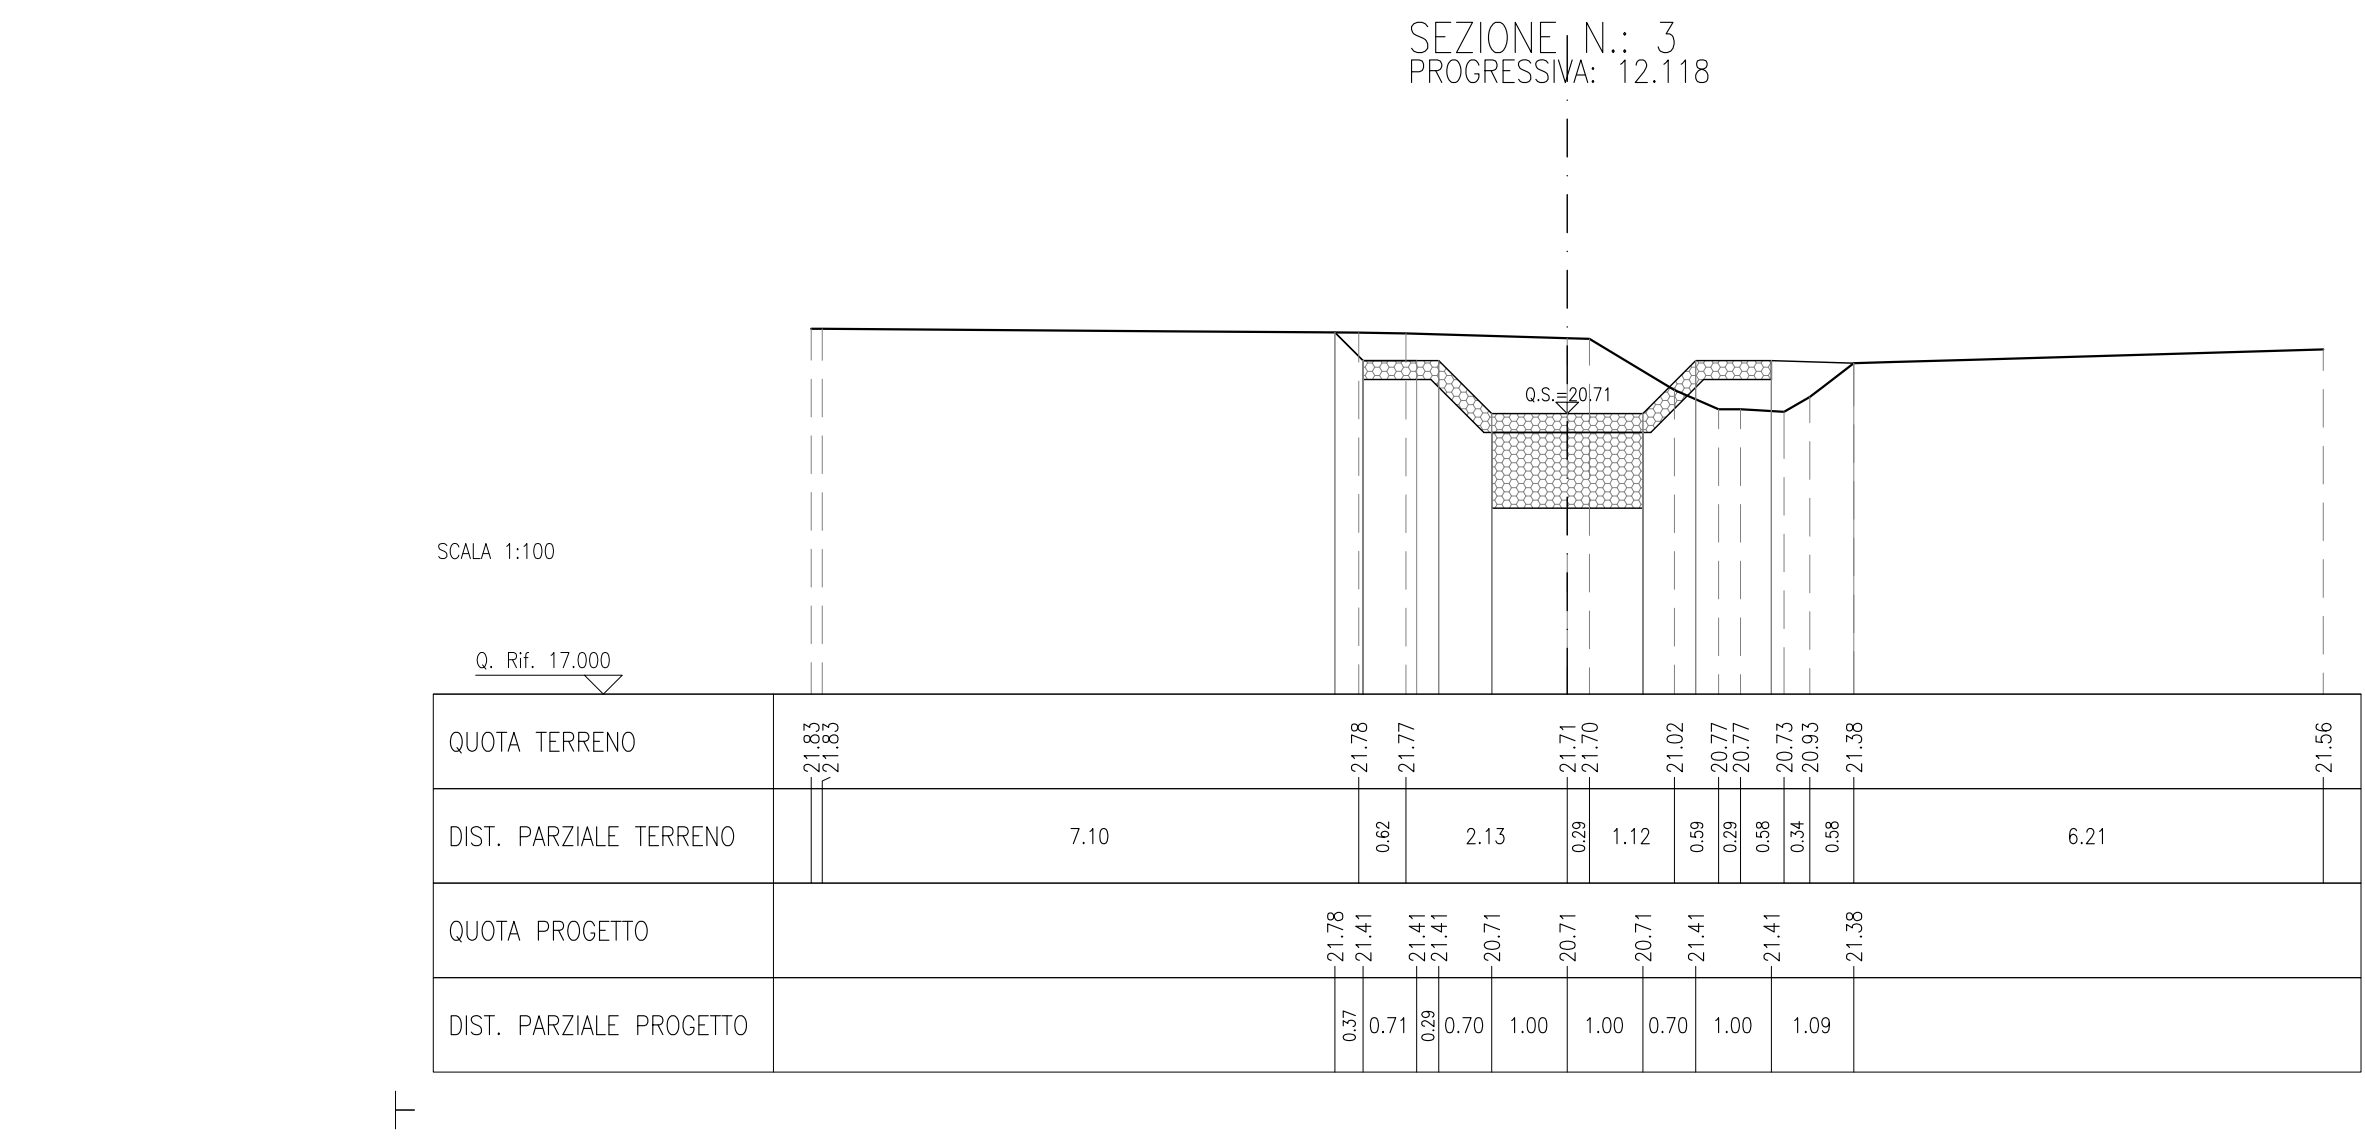 SEZIONE N.: 3
PROGRESSIVA: 12.118
Q.S.=20.71
SCALA 1:100
Q. Rif. 17.000
QUOTA TERRENO 21.83 21.83 21.78 21.77 21.71 21.70 21.02 20.77 20.77 20.73 20.93 21.38 21.56
DIST. PARZIALE TERRENO 7.10 0.62 2.13 0.29 1.12 0.59 0.29 0.58 0.34 0.58 6.21
QUOTA PROGETTO 21.78 21.41 21.41 21.41 20.71 20.71 20.71 21.41 21.41 21.38
DIST. PARZIALE PROGETTO 0.37 0.71 0.29 0.70 1.00 1.00 0.70 1.00 1.09